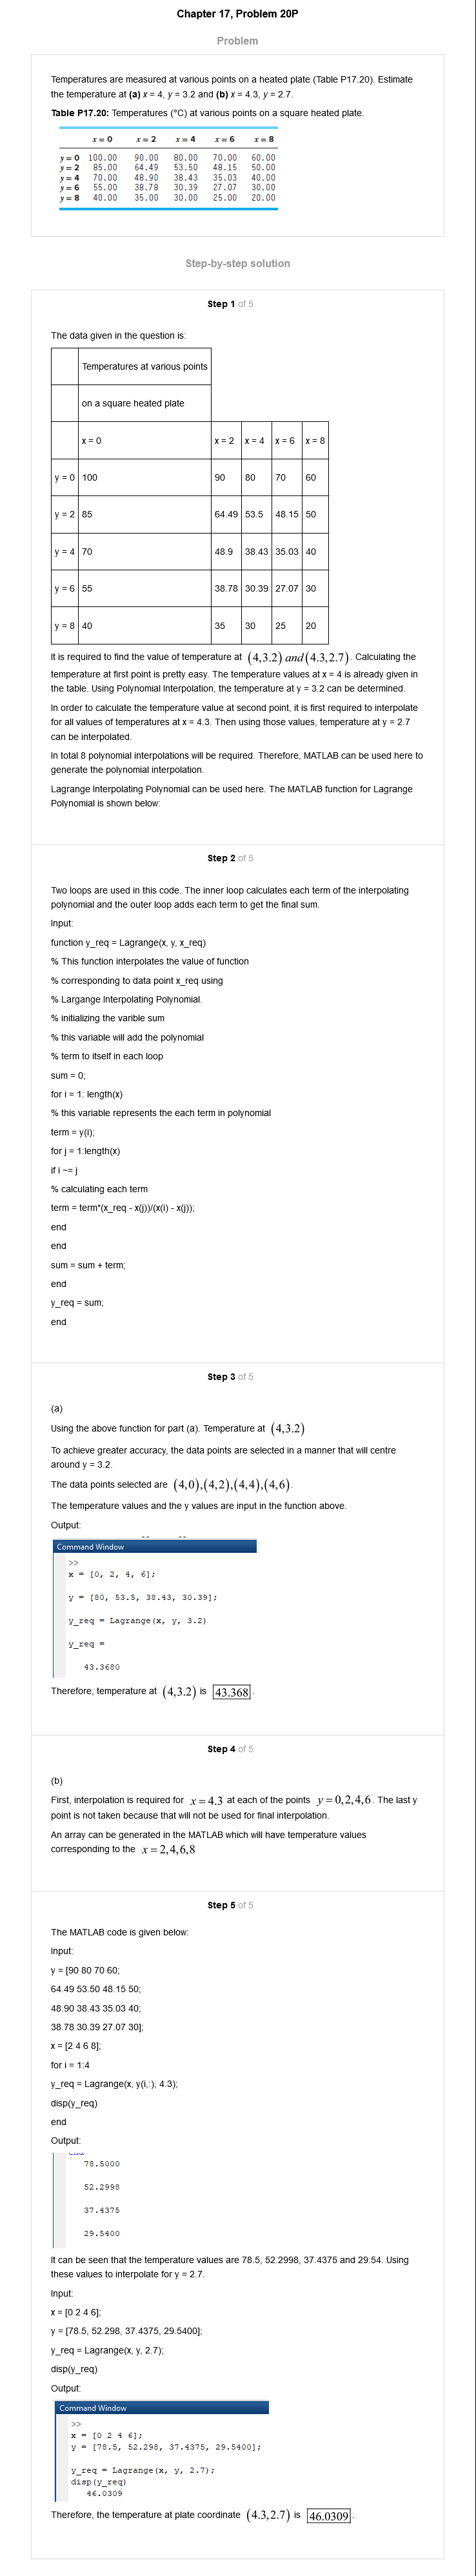 Chapter 17, Problem 20P
Problem
Temperatures are measured at various points on a heated plate (Table P17.20). Estimate
the temperature at (a) x = 4, y = 3.2 and (b) x = 4.3, y = 2.7.
Table P17.20: Temperatures (°C) at various points on a square heated plate.
x = 0 x = 2 x = 4 x = 6 x = 8
y = 0 100.00 90.00 80.00 70.00 60.00
y = 2 85.00 64.49 53.50 48.15 50.00
y = 4 70.00 48.90 38.43 35.03 40.00
y = 6 55.00 38.78 30.39 27.07 30.00
y = 8 40.00 35.00 30.00 25.00 20.00
Step-by-step solution
Step 1 of 5
The data given in the question is:
Temperatures at various points
on a square heated plate
x = 0 x = 2 x = 4 x = 6 x = 8
y = 0 100 90 80 70 60
y = 2 85 64.49 53.5 48.15 50
y = 4 70 48.9 38.43 35.03 40
y = 6 55 38.78 30.39 27.07 30
y = 8 40 35 30 25 20
It is required to find the value of temperature at (4,3.2) and (4.3,2.7). Calculating the
temperature at first point is pretty easy. The temperature values at x = 4 is already given in
the table. Using Polynomial Interpolation, the temperature at y = 3.2 can be determined.
In order to calculate the temperature value at second point, it is first required to interpolate
for all values of temperatures at x = 4.3. Then using those values, temperature at y = 2.7
can be interpolated.
In total 8 polynomial interpolations will be required. Therefore, MATLAB can be used here to
generate the polynomial interpolation.
Lagrange Interpolating Polynomial can be used here. The MATLAB function for Lagrange
Polynomial is shown below:
Step 2 of 5
Two loops are used in this code. The inner loop calculates each term of the interpolating
polynomial and the outer loop adds each term to get the final sum.
Input:
function y_req = Lagrange(x, y, x_req)
% This function interpolates the value of function
% corresponding to data point x_req using
% Largange Interpolating Polynomial.
% initializing the varible sum
% this variable will add the polynomial
% term to itself in each loop
sum = 0;
for i = 1: length(x)
% this variable represents the each term in polynomial
term = y(i);
for j = 1:length(x)
if i ~= j
% calculating each term
term = term*(x_req - x(j))/(x(i) - x(j));
end
end
sum = sum + term;
end
y_req = sum;
end
Step 3 of 5
(a)
Using the above function for part (a). Temperature at (4,3.2)
To achieve greater accuracy, the data points are selected in a manner that will centre
around y = 3.2.
The data points selected are (4,0),(4,2),(4,4),(4,6).
The temperature values and the y values are input in the function above.
Output:
Command Window
>>
x = [0, 2, 4, 6];
y = [80, 53.5, 38.43, 30.39];
y_req = Lagrange(x, y, 3.2)
y_req =
43.3680
Therefore, temperature at (4,3.2) is 43.368.
Step 4 of 5
(b)
First, interpolation is required for x = 4.3 at each of the points y = 0,2,4,6. The last y
point is not taken because that will not be used for final interpolation.
An array can be generated in the MATLAB which will have temperature values
corresponding to the x = 2,4,6,8
Step 5 of 5
The MATLAB code is given below:
Input:
y = [90 80 70 60;
64.49 53.50 48.15 50;
48.90 38.43 35.03 40;
38.78 30.39 27.07 30];
x = [2 4 6 8];
for i = 1:4
y_req = Lagrange(x, y(i,:), 4.3);
disp(y_req)
end
Output:
78.5000
52.2998
37.4375
29.5400
It can be seen that the temperature values are 78.5, 52.2998, 37.4375 and 29.54. Using
these values to interpolate for y = 2.7.
Input:
x = [0 2 4 6];
y = [78.5, 52.298, 37.4375, 29.5400];
y_req = Lagrange(x, y, 2.7);
disp(y_req)
Output:
Command Window
>>
x = [0 2 4 6];
y = [78.5, 52.298, 37.4375, 29.5400];
y_req = Lagrange(x, y, 2.7);
disp(y_req)
46.0309
Therefore, the temperature at plate coordinate (4.3,2.7) is 46.0309.